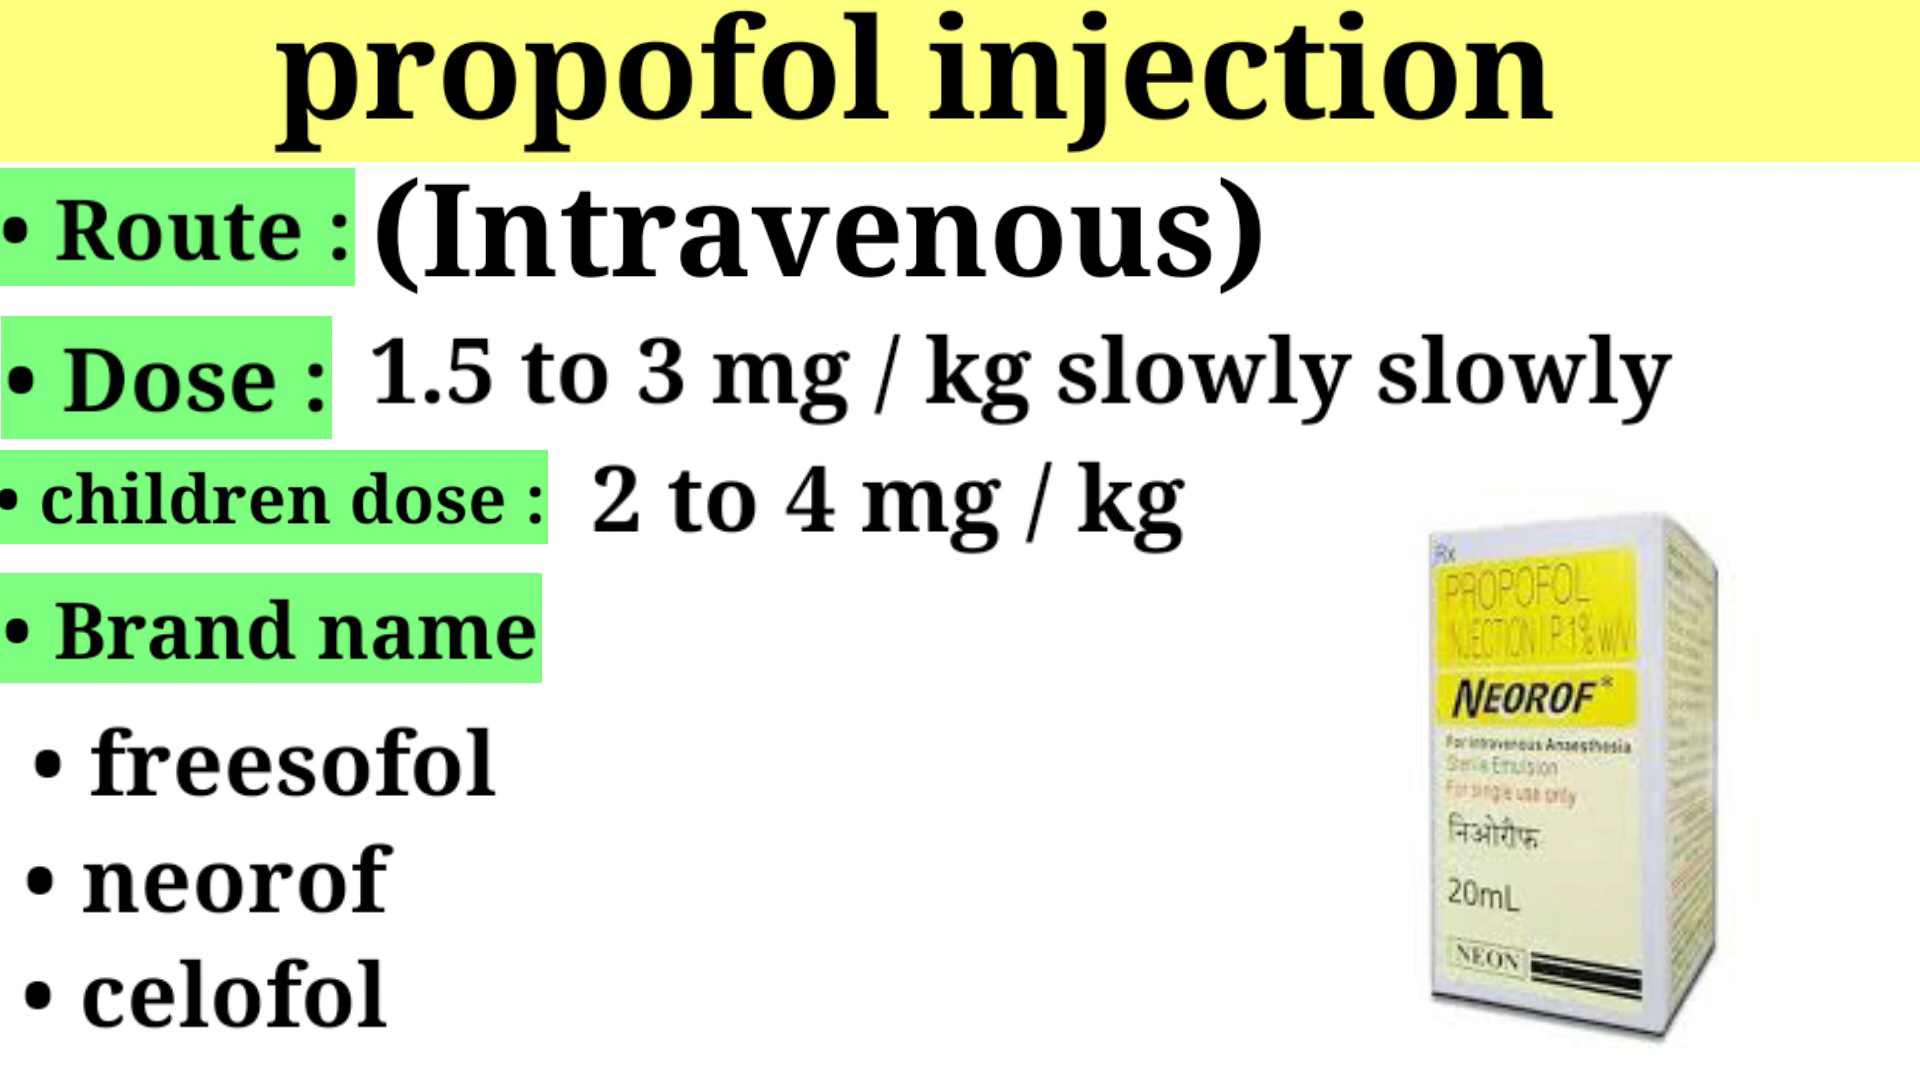 propofol injection
• Route : (Intravenous)
• Dose : 1.5 to 3 mg / kg slowly slowly
• children dose : 2 to 4 mg / kg
• Brand name
• freesofol
• neorof
• celofol
Rx
PROPOFOL
INJECTION I.P. 1% w/v
NEOROF*
For Intravenous Anaesthesia
Sterile Emulsion
For single use only
निओरौफ
20mL
NEON